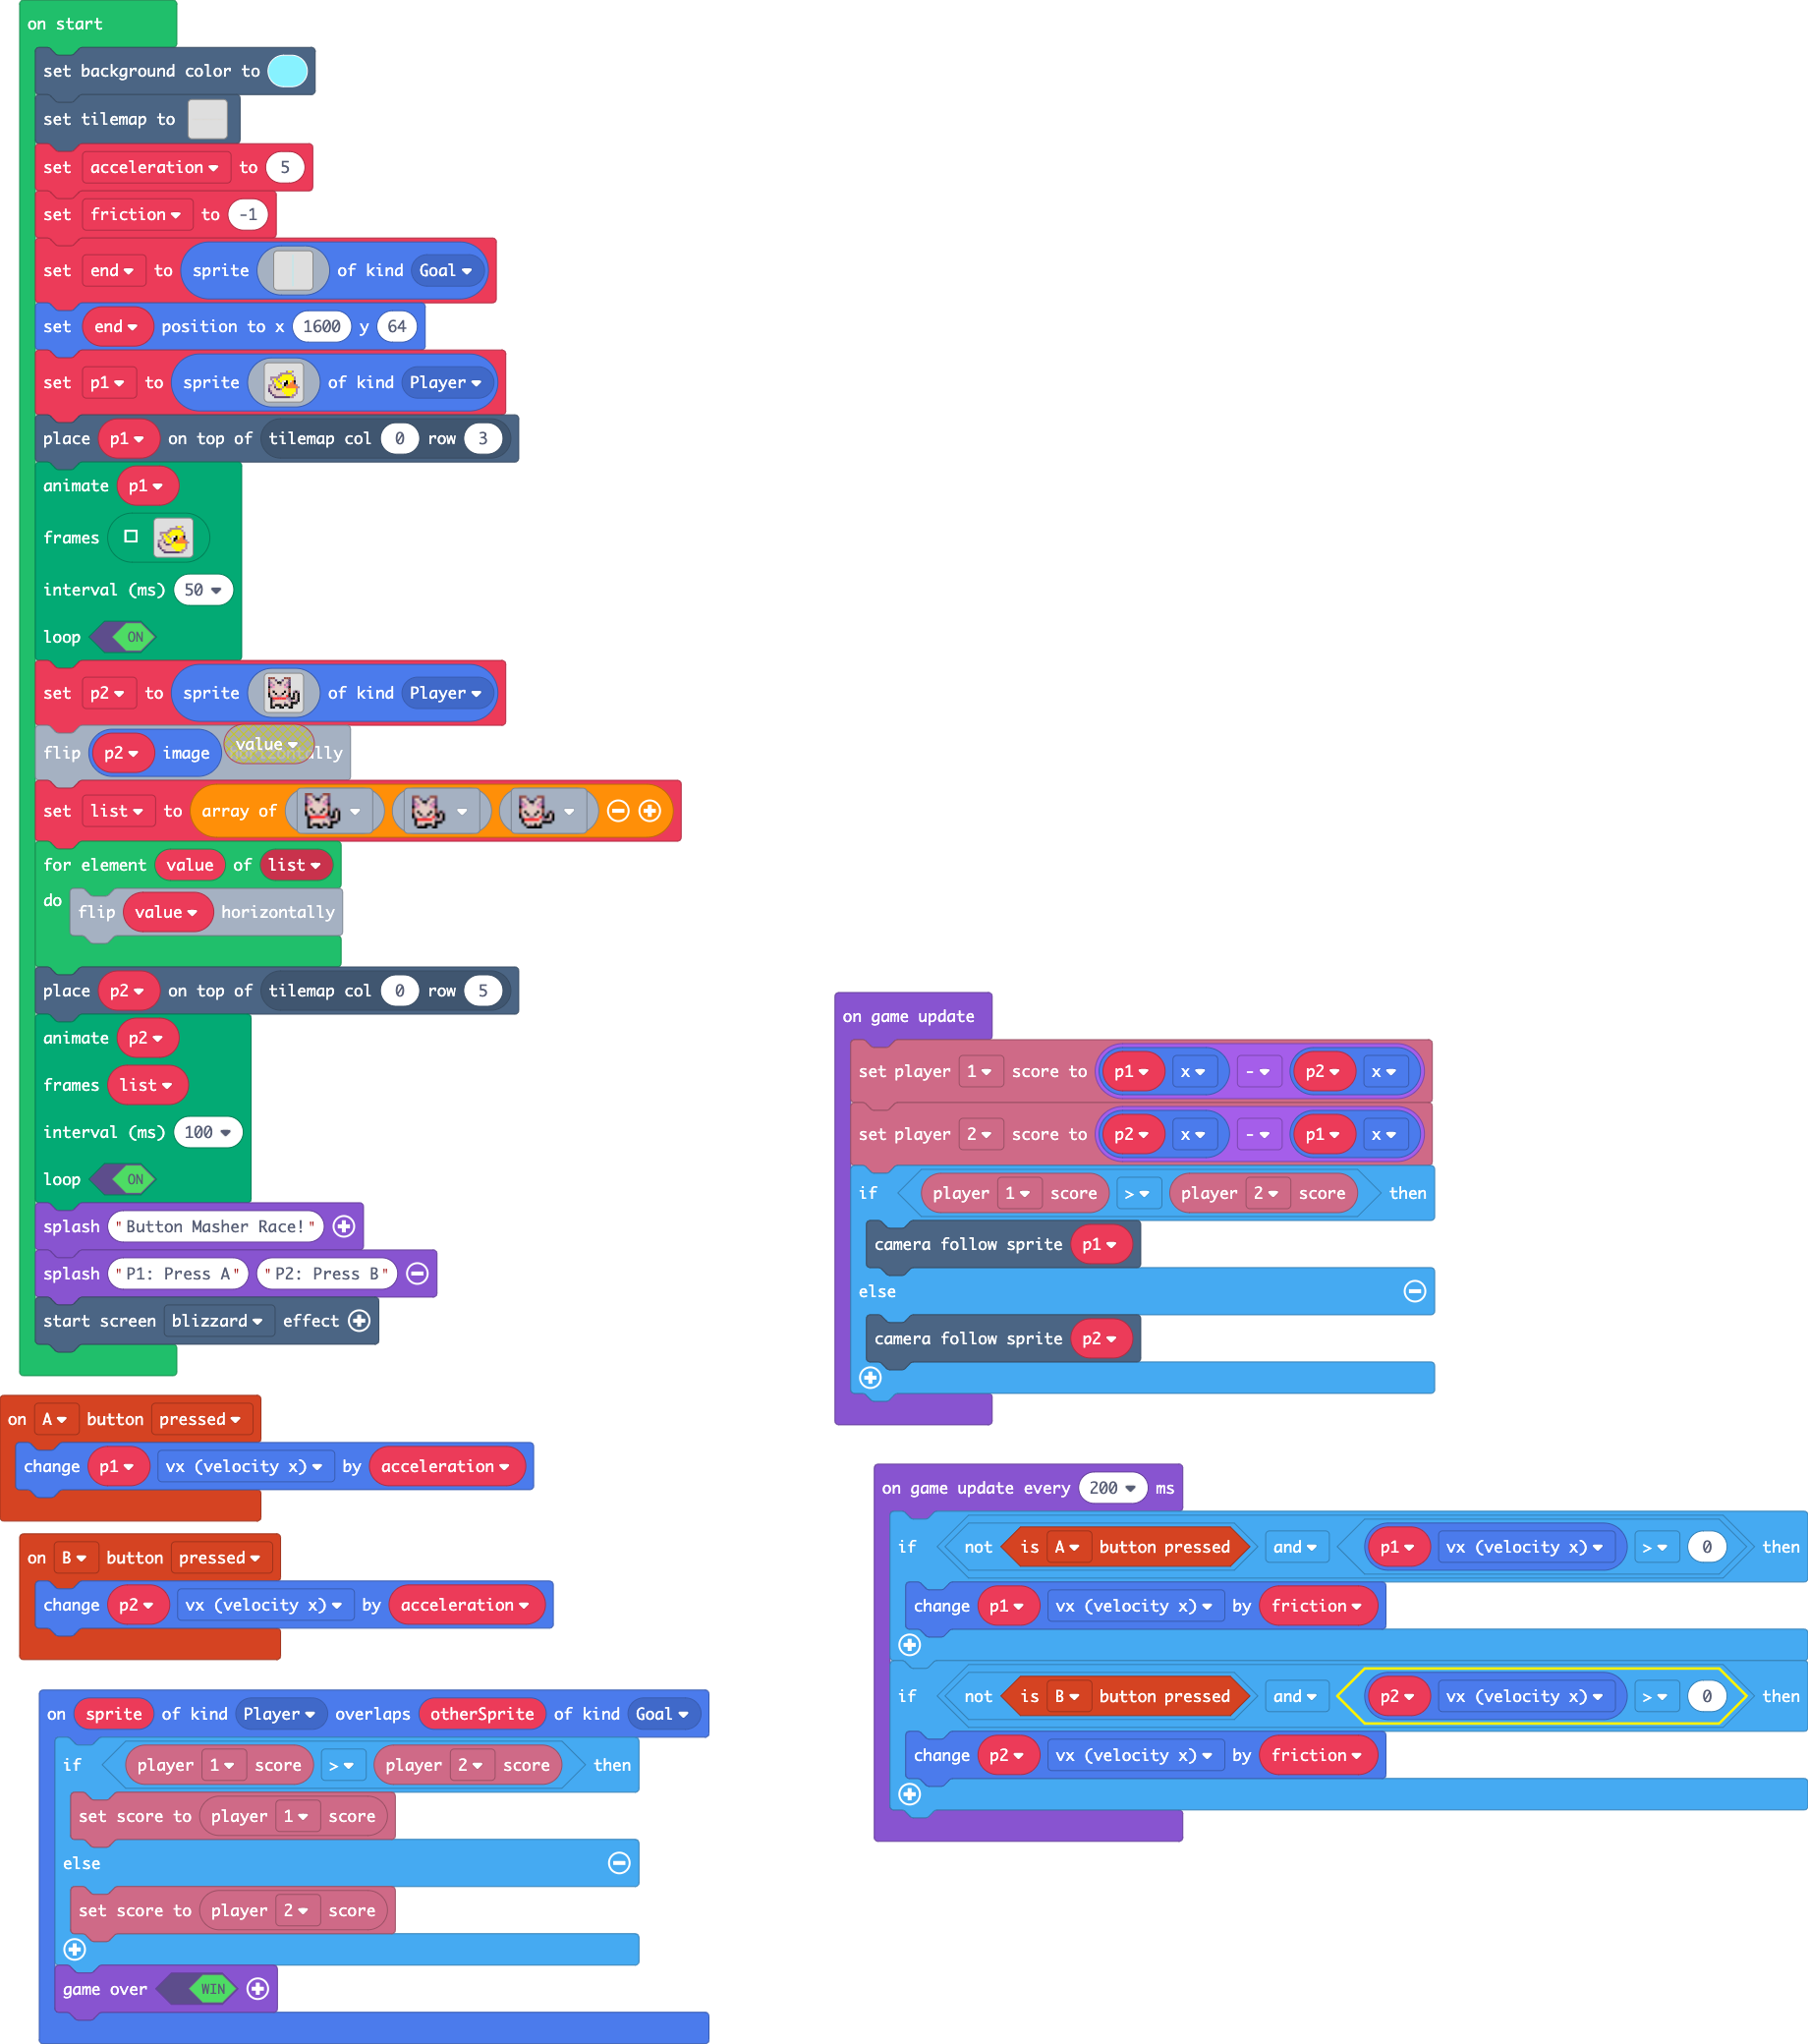 on start
set background color to
set tilemap to
set acceleration to 5
set friction to -1
set end to sprite of kind Goal
set end position to x 1600 y 64
set p1 to sprite of kind Player
place p1 on top of tilemap col 0 row 3
animate p1
frames
interval (ms) 50
loop ON
set p2 to sprite of kind Player
flip p2 image value
set list to array of
for element value of list
do flip value horizontally
place p2 on top of tilemap col 0 row 5
animate p2
frames list
interval (ms) 100
loop ON
splash "Button Masher Race!"
splash "P1: Press A" "P2: Press B"
start screen blizzard effect
on A button pressed
change p1 vx (velocity x) by acceleration
on B button pressed
change p2 vx (velocity x) by acceleration
on sprite of kind Player overlaps otherSprite of kind Goal
if player 1 score > player 2 score then
set score to player 1 score
else
set score to player 2 score
game over WIN
on game update
set player 1 score to p1 x - p2 x
set player 2 score to p2 x - p1 x
if player 1 score > player 2 score then
camera follow sprite p1
else
camera follow sprite p2
on game update every 200 ms
if not is A button pressed and p1 vx (velocity x) > 0 then
change p1 vx (velocity x) by friction
if not is B button pressed and p2 vx (velocity x) > 0 then
change p2 vx (velocity x) by friction